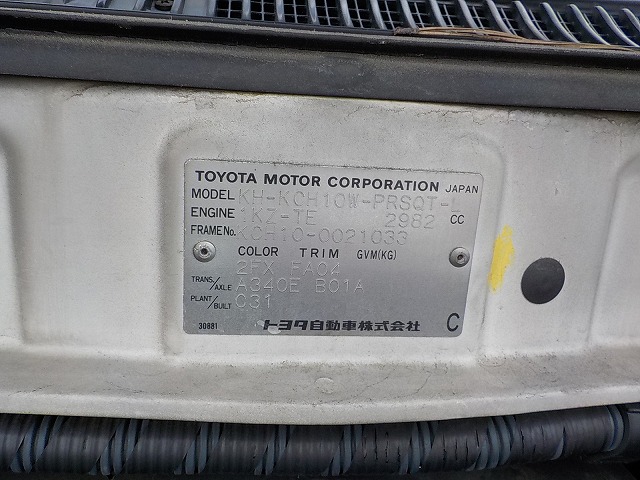 TOYOTA MOTOR CORPORATION JAPAN
MODEL KH-KCH10W-PRSQT-L
ENGINE 1KZ-TE 2982 CC
FRAME No. KCH10-0021033
COLOR TRIM GVM(KG)
2FX FA04
TRANS./AXLE A340E B01A
PLANT/BUILT 031
30881 トヨタ自動車株式会社 C